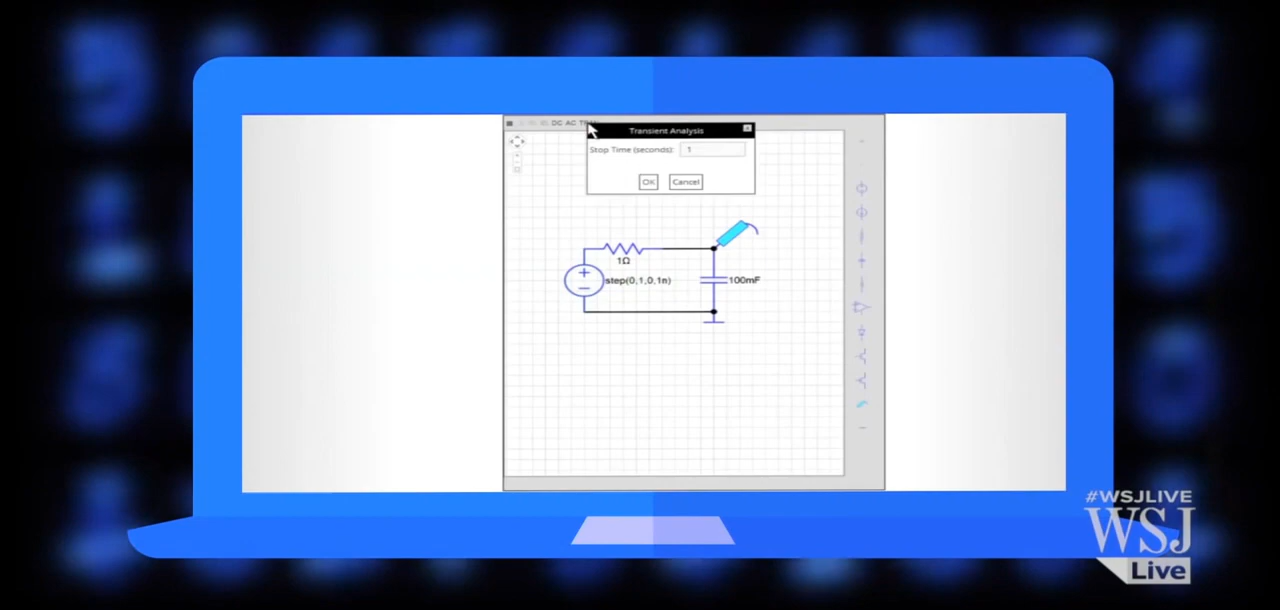 DC AC
Transient Analysis
Stop Time (seconds): 1
OK Cancel
1Ω
step(0,1,0,1n)
100mF
#WSJLIVE
WSJ
Live